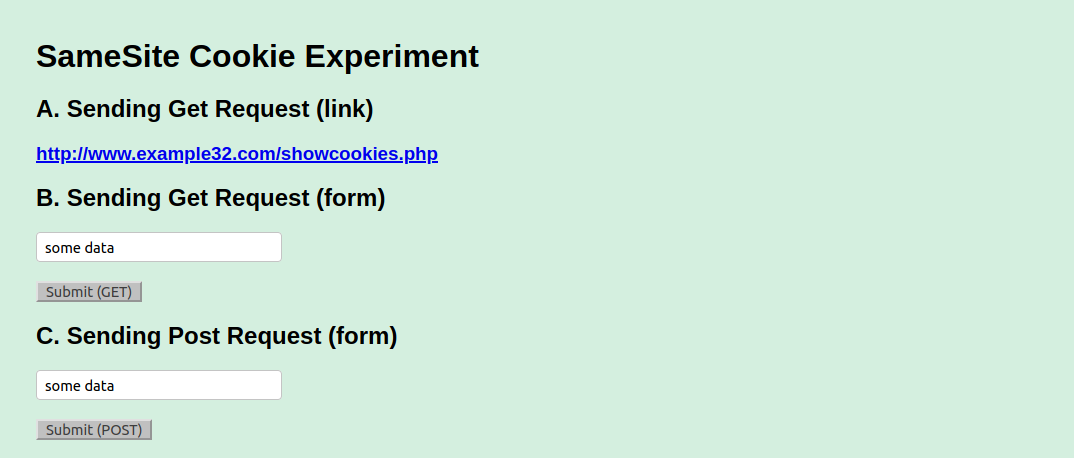 SameSite Cookie Experiment
A. Sending Get Request (link)
http://www.example32.com/showcookies.php
B. Sending Get Request (form)
some data
Submit (GET)
C. Sending Post Request (form)
some data
Submit (POST)